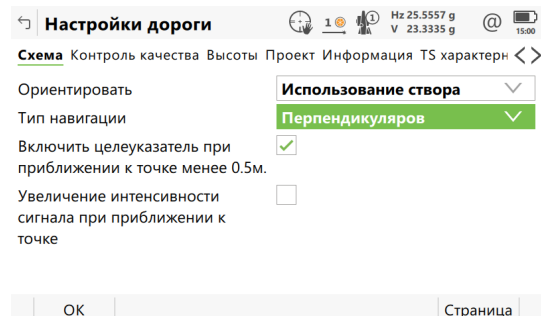 Настройки дороги 1 1 Hz 25.5557 g
V 23.3335 g @ 15:00
Схема Контроль качества Высоты Проект Информация TS характерн
Ориентировать Использование створа
Тип навигации Перпендикуляров
Включить целеуказатель при
приближении к точке менее 0.5м.
Увеличение интенсивности
сигнала при приближении к
точке
OK Страница